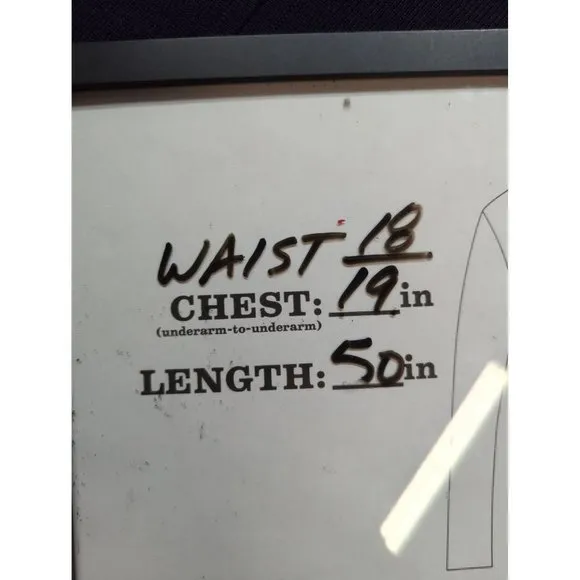 WAIST 18
CHEST: 19 in
(underarm-to-underarm)
LENGTH: 50 in